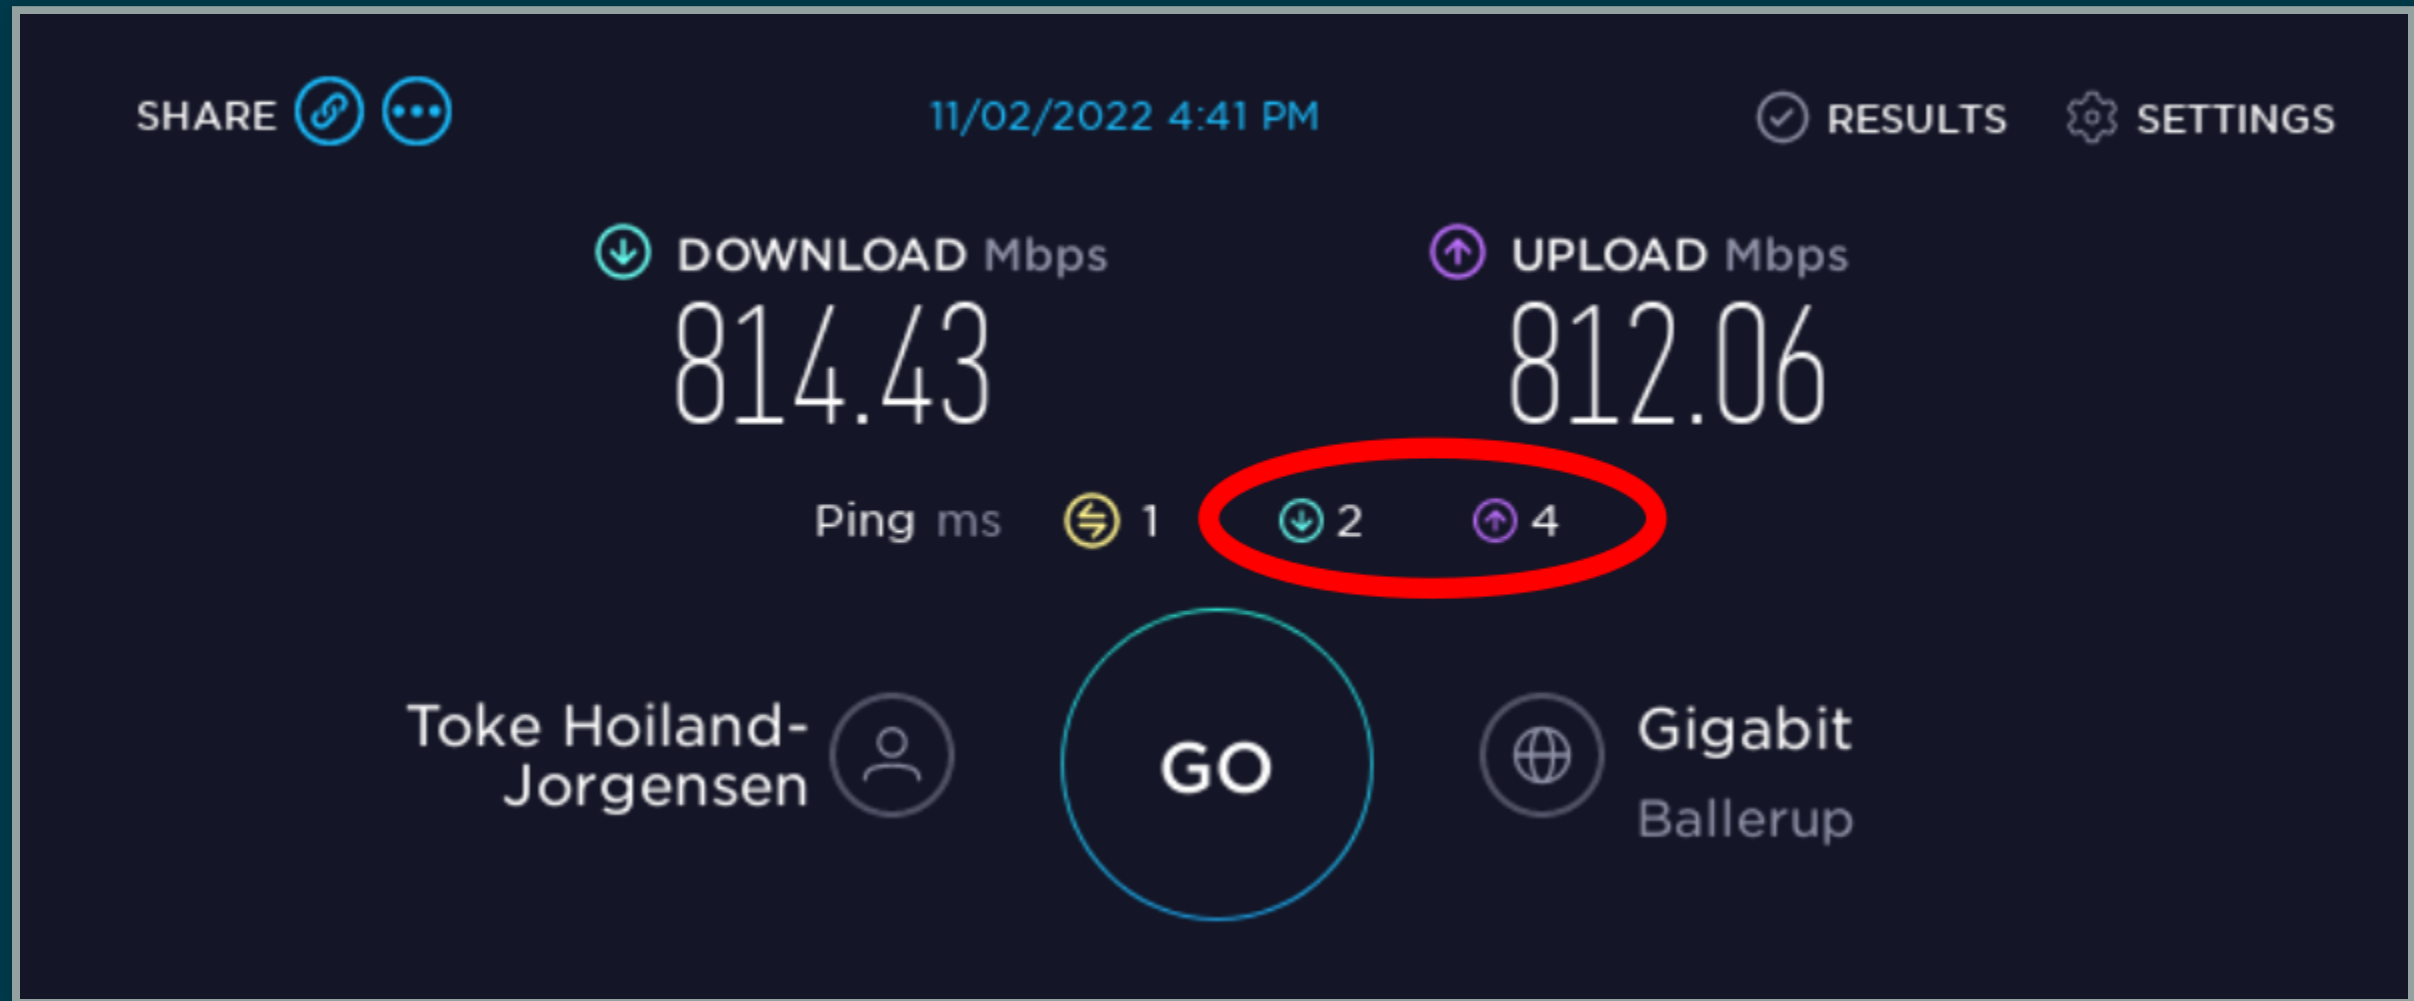 SHARE 11/02/2022 4:41 PM RESULTS SETTINGS
DOWNLOAD Mbps UPLOAD Mbps
814.43 812.06
Ping ms 1 2 4
Toke Hoiland-
Jorgensen
GO
Gigabit
Ballerup